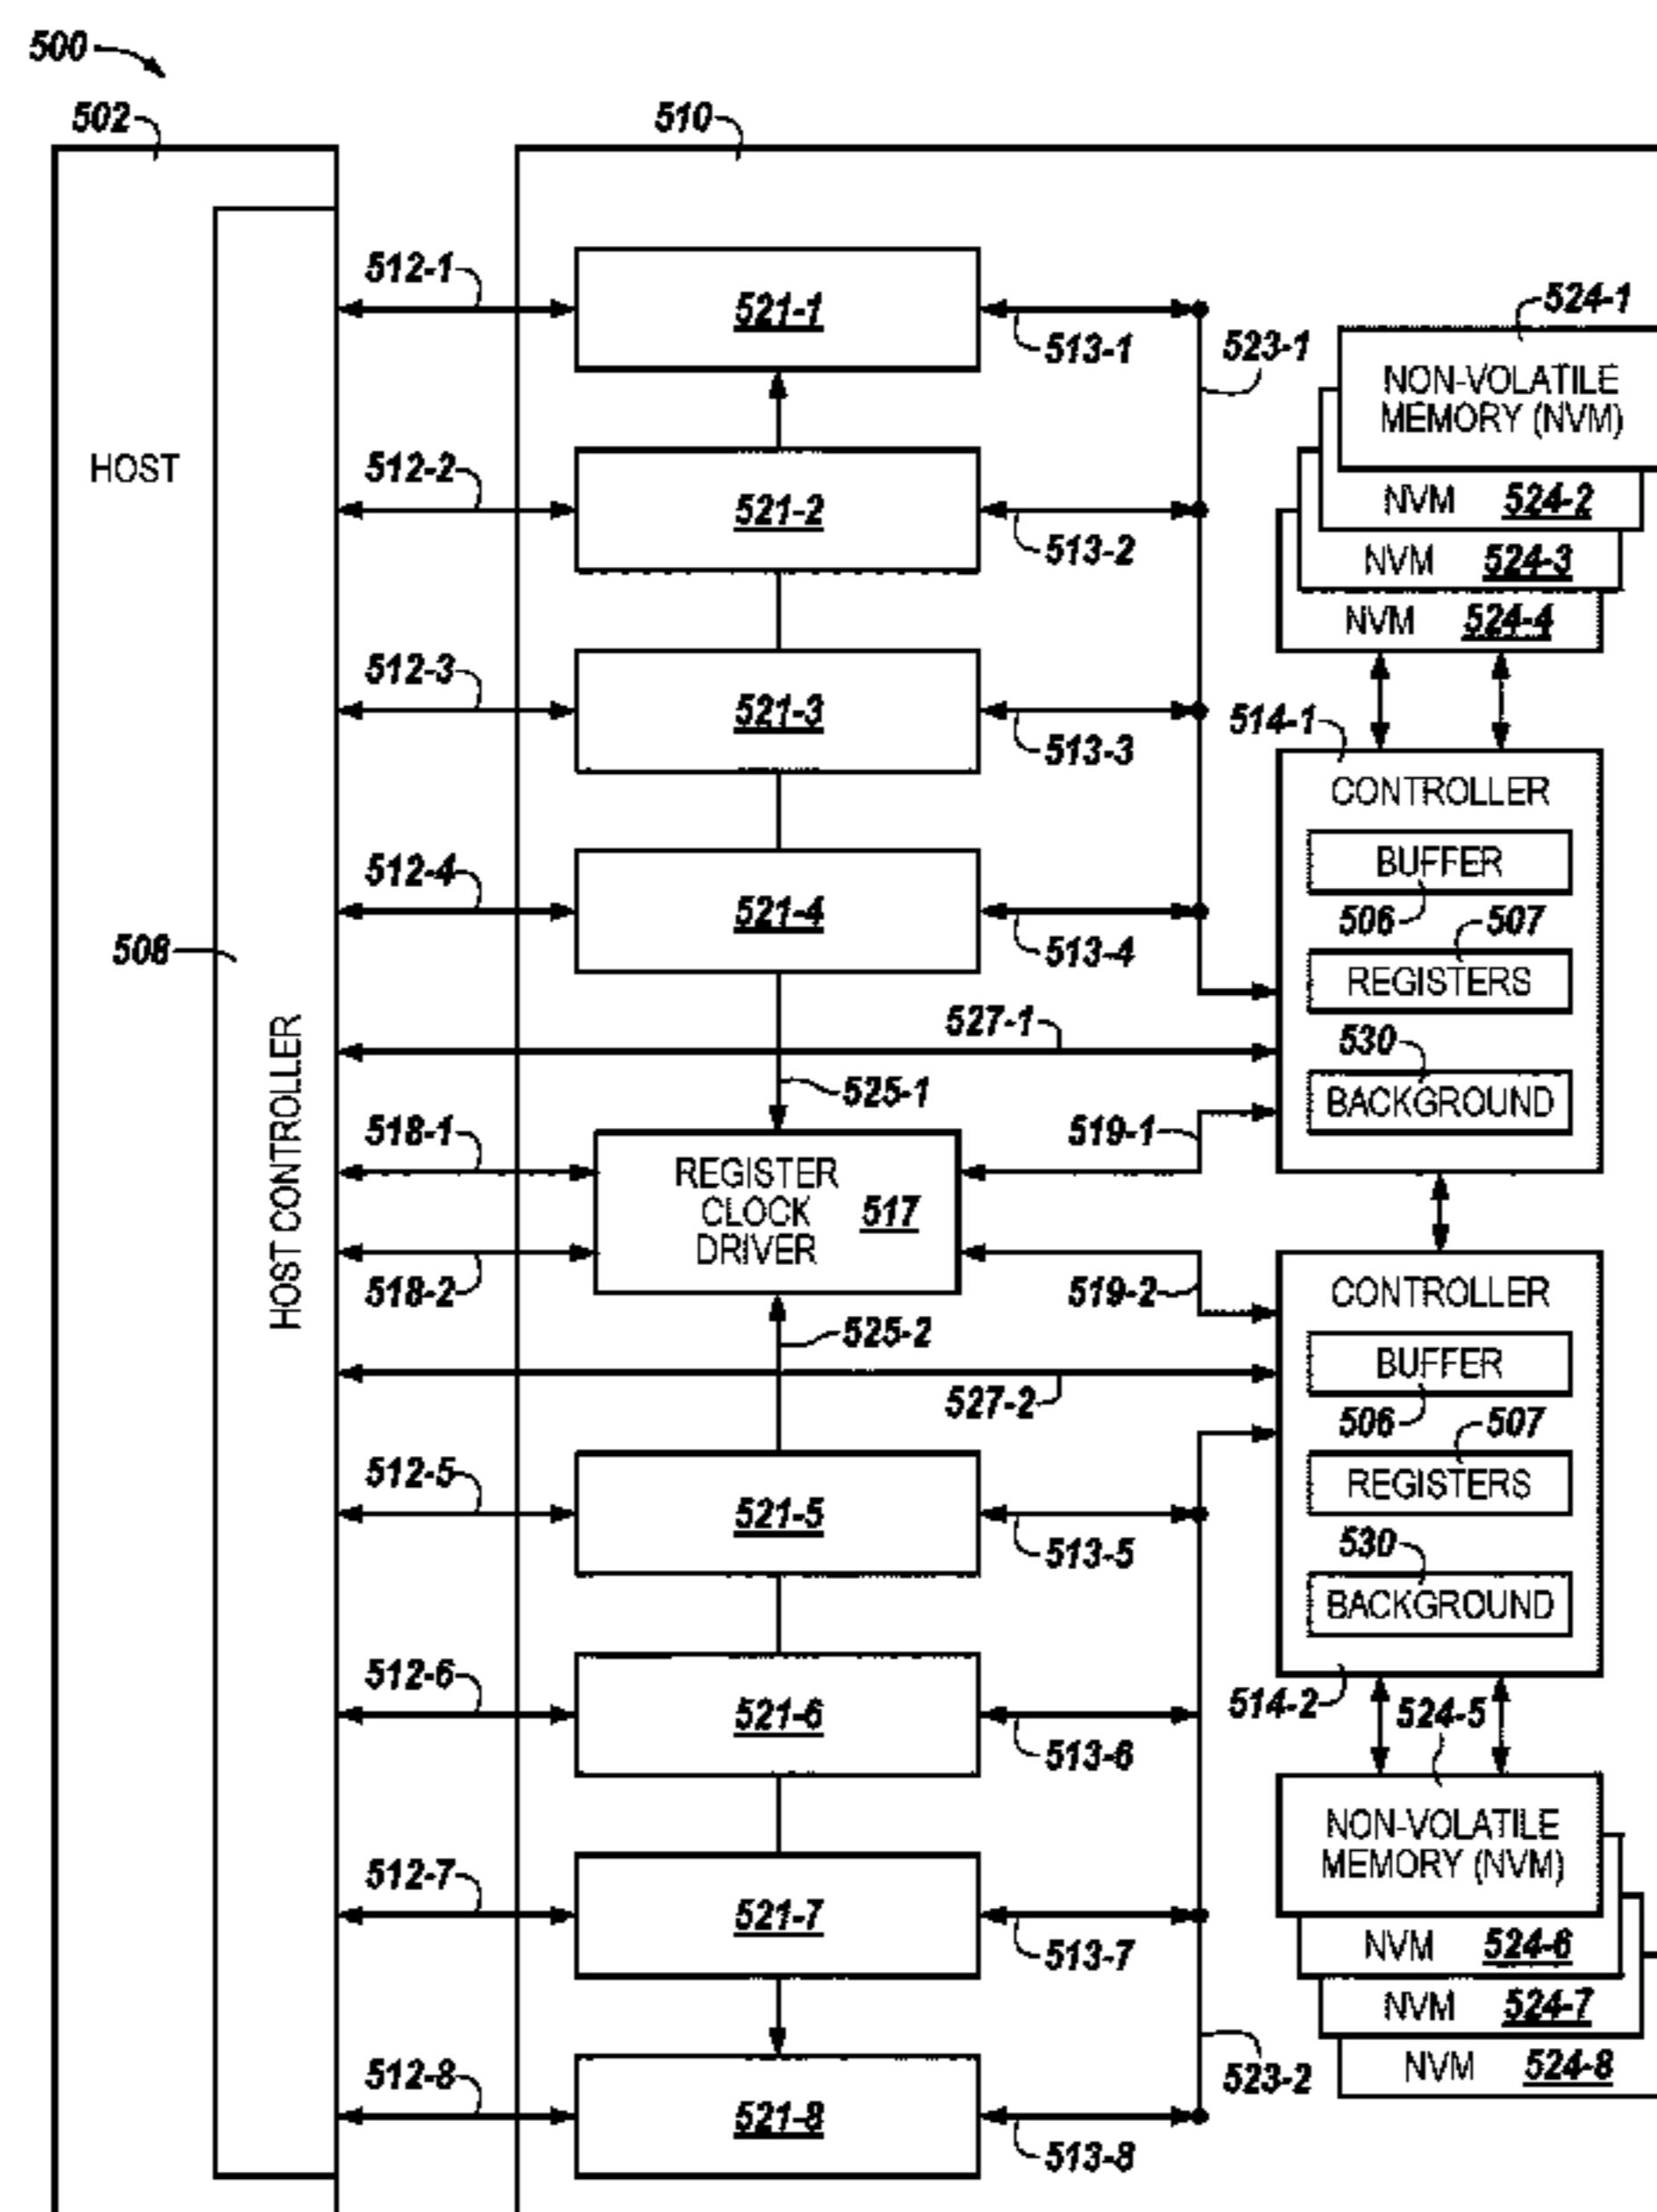 500
502
510
512-1
521-1
513-1
523-1
524-1
NON-VOLATILE
MEMORY (NVM)
HOST
512-2
521-2
513-2
NVM 524-2
NVM 524-3
NVM 524-4
512-3
521-3
513-3
514-1
CONTROLLER
BUFFER
506
507
REGISTERS
530
BACKGROUND
512-4
521-4
513-4
508
HOST CONTROLLER
527-1
525-1
518-1
519-1
REGISTER
CLOCK
DRIVER
517
518-2
519-2
525-2
527-2
CONTROLLER
BUFFER
506
507
REGISTERS
530
BACKGROUND
512-5
521-5
513-5
512-6
521-6
513-6
514-2
524-5
NON-VOLATILE
MEMORY (NVM)
512-7
521-7
513-7
NVM 524-6
NVM 524-7
NVM 524-8
512-8
521-8
513-8
523-2